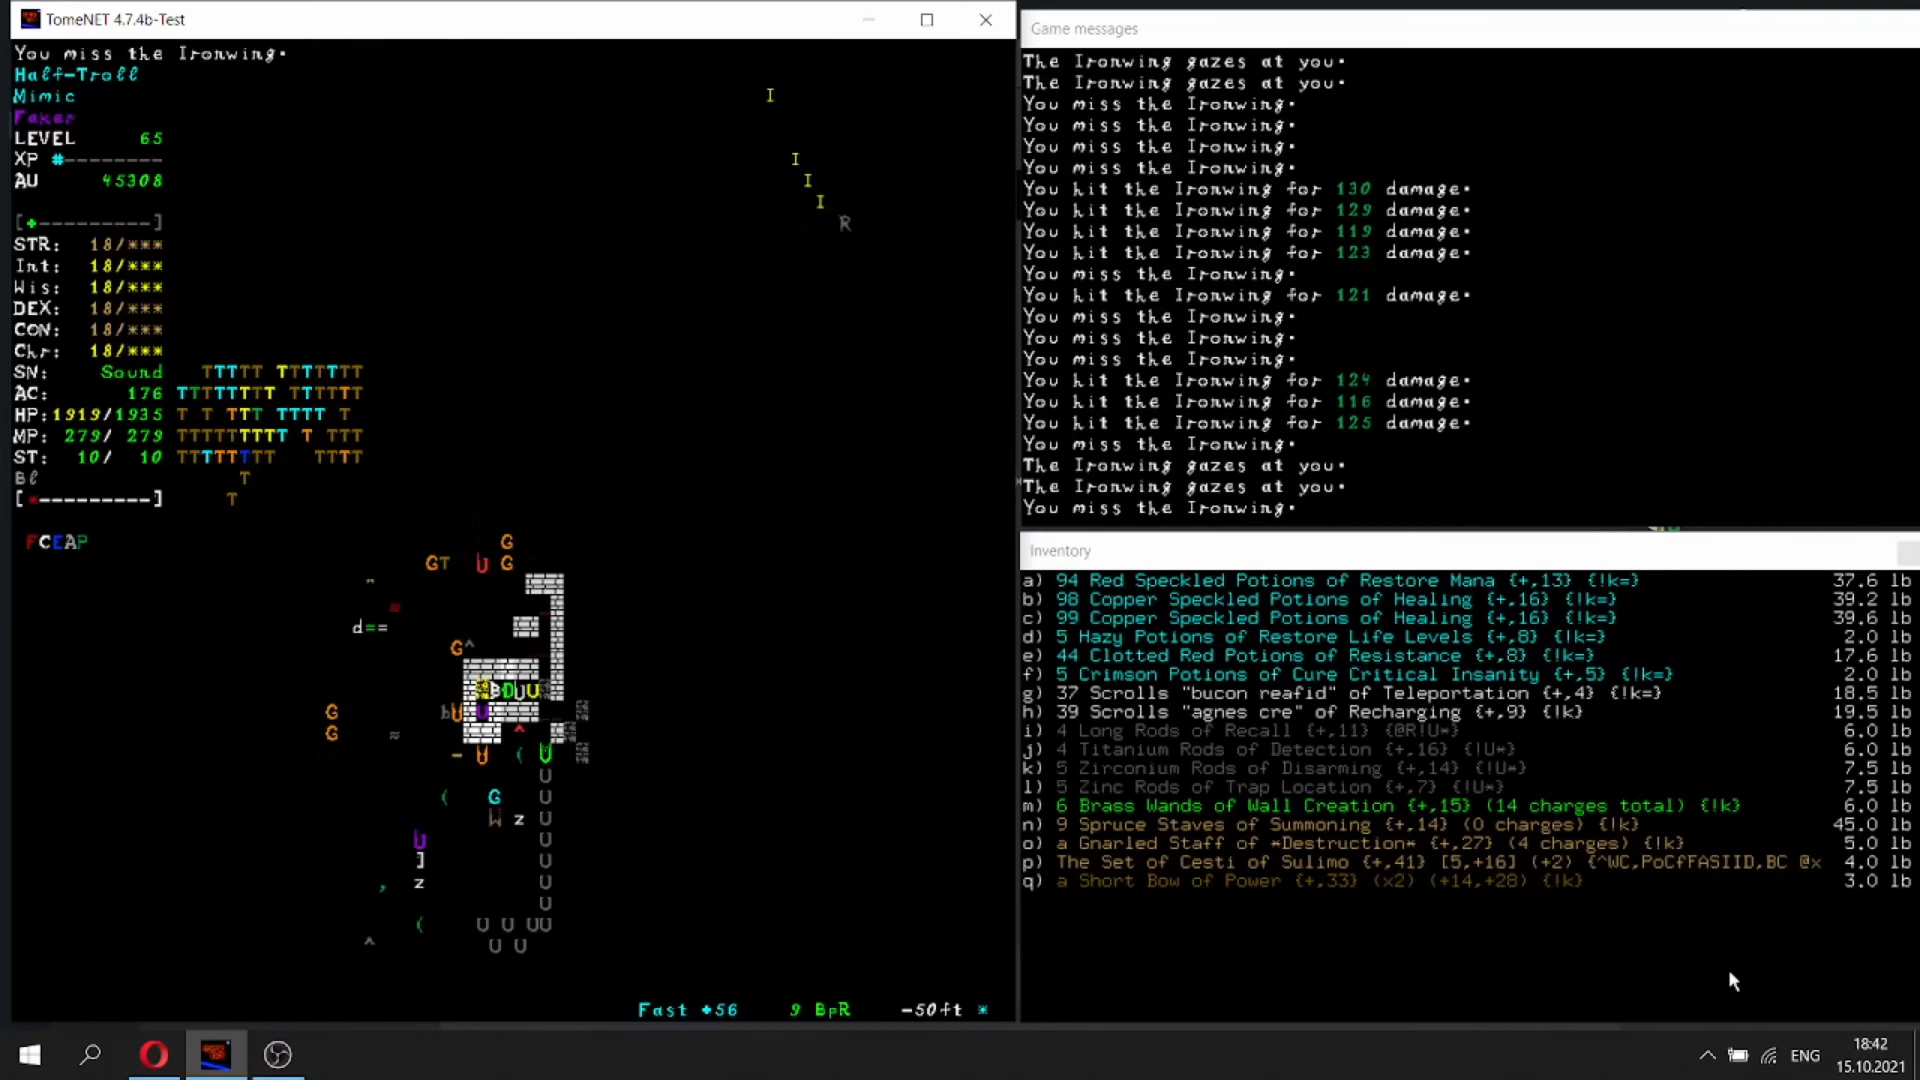 TomeNET 4.7.4b-Test
You miss the Ironwing.
Half-Troll
Mimic
Faker
LEVEL 65
XP #---------
AU 45308
[+---------]
STR: 18/***
Int: 18/***
Wis: 18/***
DEX: 18/***
CON: 18/***
Chr: 18/***
SN: Sound
AC: 176
HP:1919/1935
MP: 279/ 279
ST: 10/ 10
Bl
FCEAP
Fast +56 9 BpR -50ft *
Game messages
The Ironwing gazes at you.
The Ironwing gazes at you.
You miss the Ironwing.
You miss the Ironwing.
You miss the Ironwing.
You miss the Ironwing.
You hit the Ironwing for 130 damage.
You hit the Ironwing for 129 damage.
You hit the Ironwing for 119 damage.
You hit the Ironwing for 123 damage.
You miss the Ironwing.
You hit the Ironwing for 121 damage.
You miss the Ironwing.
You miss the Ironwing.
You miss the Ironwing.
You hit the Ironwing for 124 damage.
You hit the Ironwing for 116 damage.
You hit the Ironwing for 125 damage.
You miss the Ironwing.
The Ironwing gazes at you.
The Ironwing gazes at you.
You miss the Ironwing.
Inventory
a) 94 Red Speckled Potions of Restore Mana {+,13} {!k=} 37.6 lb
b) 98 Copper Speckled Potions of Healing {+,16} {!k=} 39.2 lb
c) 99 Copper Speckled Potions of Healing {+,16} {!k=} 39.6 lb
d) 5 Hazy Potions of Restore Life Levels {+,8} {!k=} 2.0 lb
e) 44 Clotted Red Potions of Resistance {+,8} {!k=} 17.6 lb
f) 5 Crimson Potions of Cure Critical Insanity {+,5} {!k=} 2.0 lb
g) 37 Scrolls "bucon reafid" of Teleportation {+,4} {!k=} 18.5 lb
h) 39 Scrolls "agnes cre" of Recharging {+,9} {!k} 19.5 lb
i) 4 Long Rods of Recall {+,11} {@R!U*} 6.0 lb
j) 4 Titanium Rods of Detection {+,16} {!U*} 6.0 lb
k) 5 Zirconium Rods of Disarming {+,14} {!U*} 7.5 lb
l) 5 Zinc Rods of Trap Location {+,7} {!U*} 7.5 lb
m) 6 Brass Wands of Wall Creation {+,15} (14 charges total) {!k} 6.0 lb
n) 9 Spruce Staves of Summoning {+,14} (0 charges) {!k} 45.0 lb
o) a Gnarled Staff of *Destruction* {+,27} (4 charges) {!k} 5.0 lb
p) The Set of Cesti of Sulimo {+,41} [5,+16] (+2) {^WC,PoCfFASIID,BC @x 4.0 lb
q) a Short Bow of Power {+,33} (x2) (+14,+28) {!k} 3.0 lb
ENG
18:42
15.10.2021